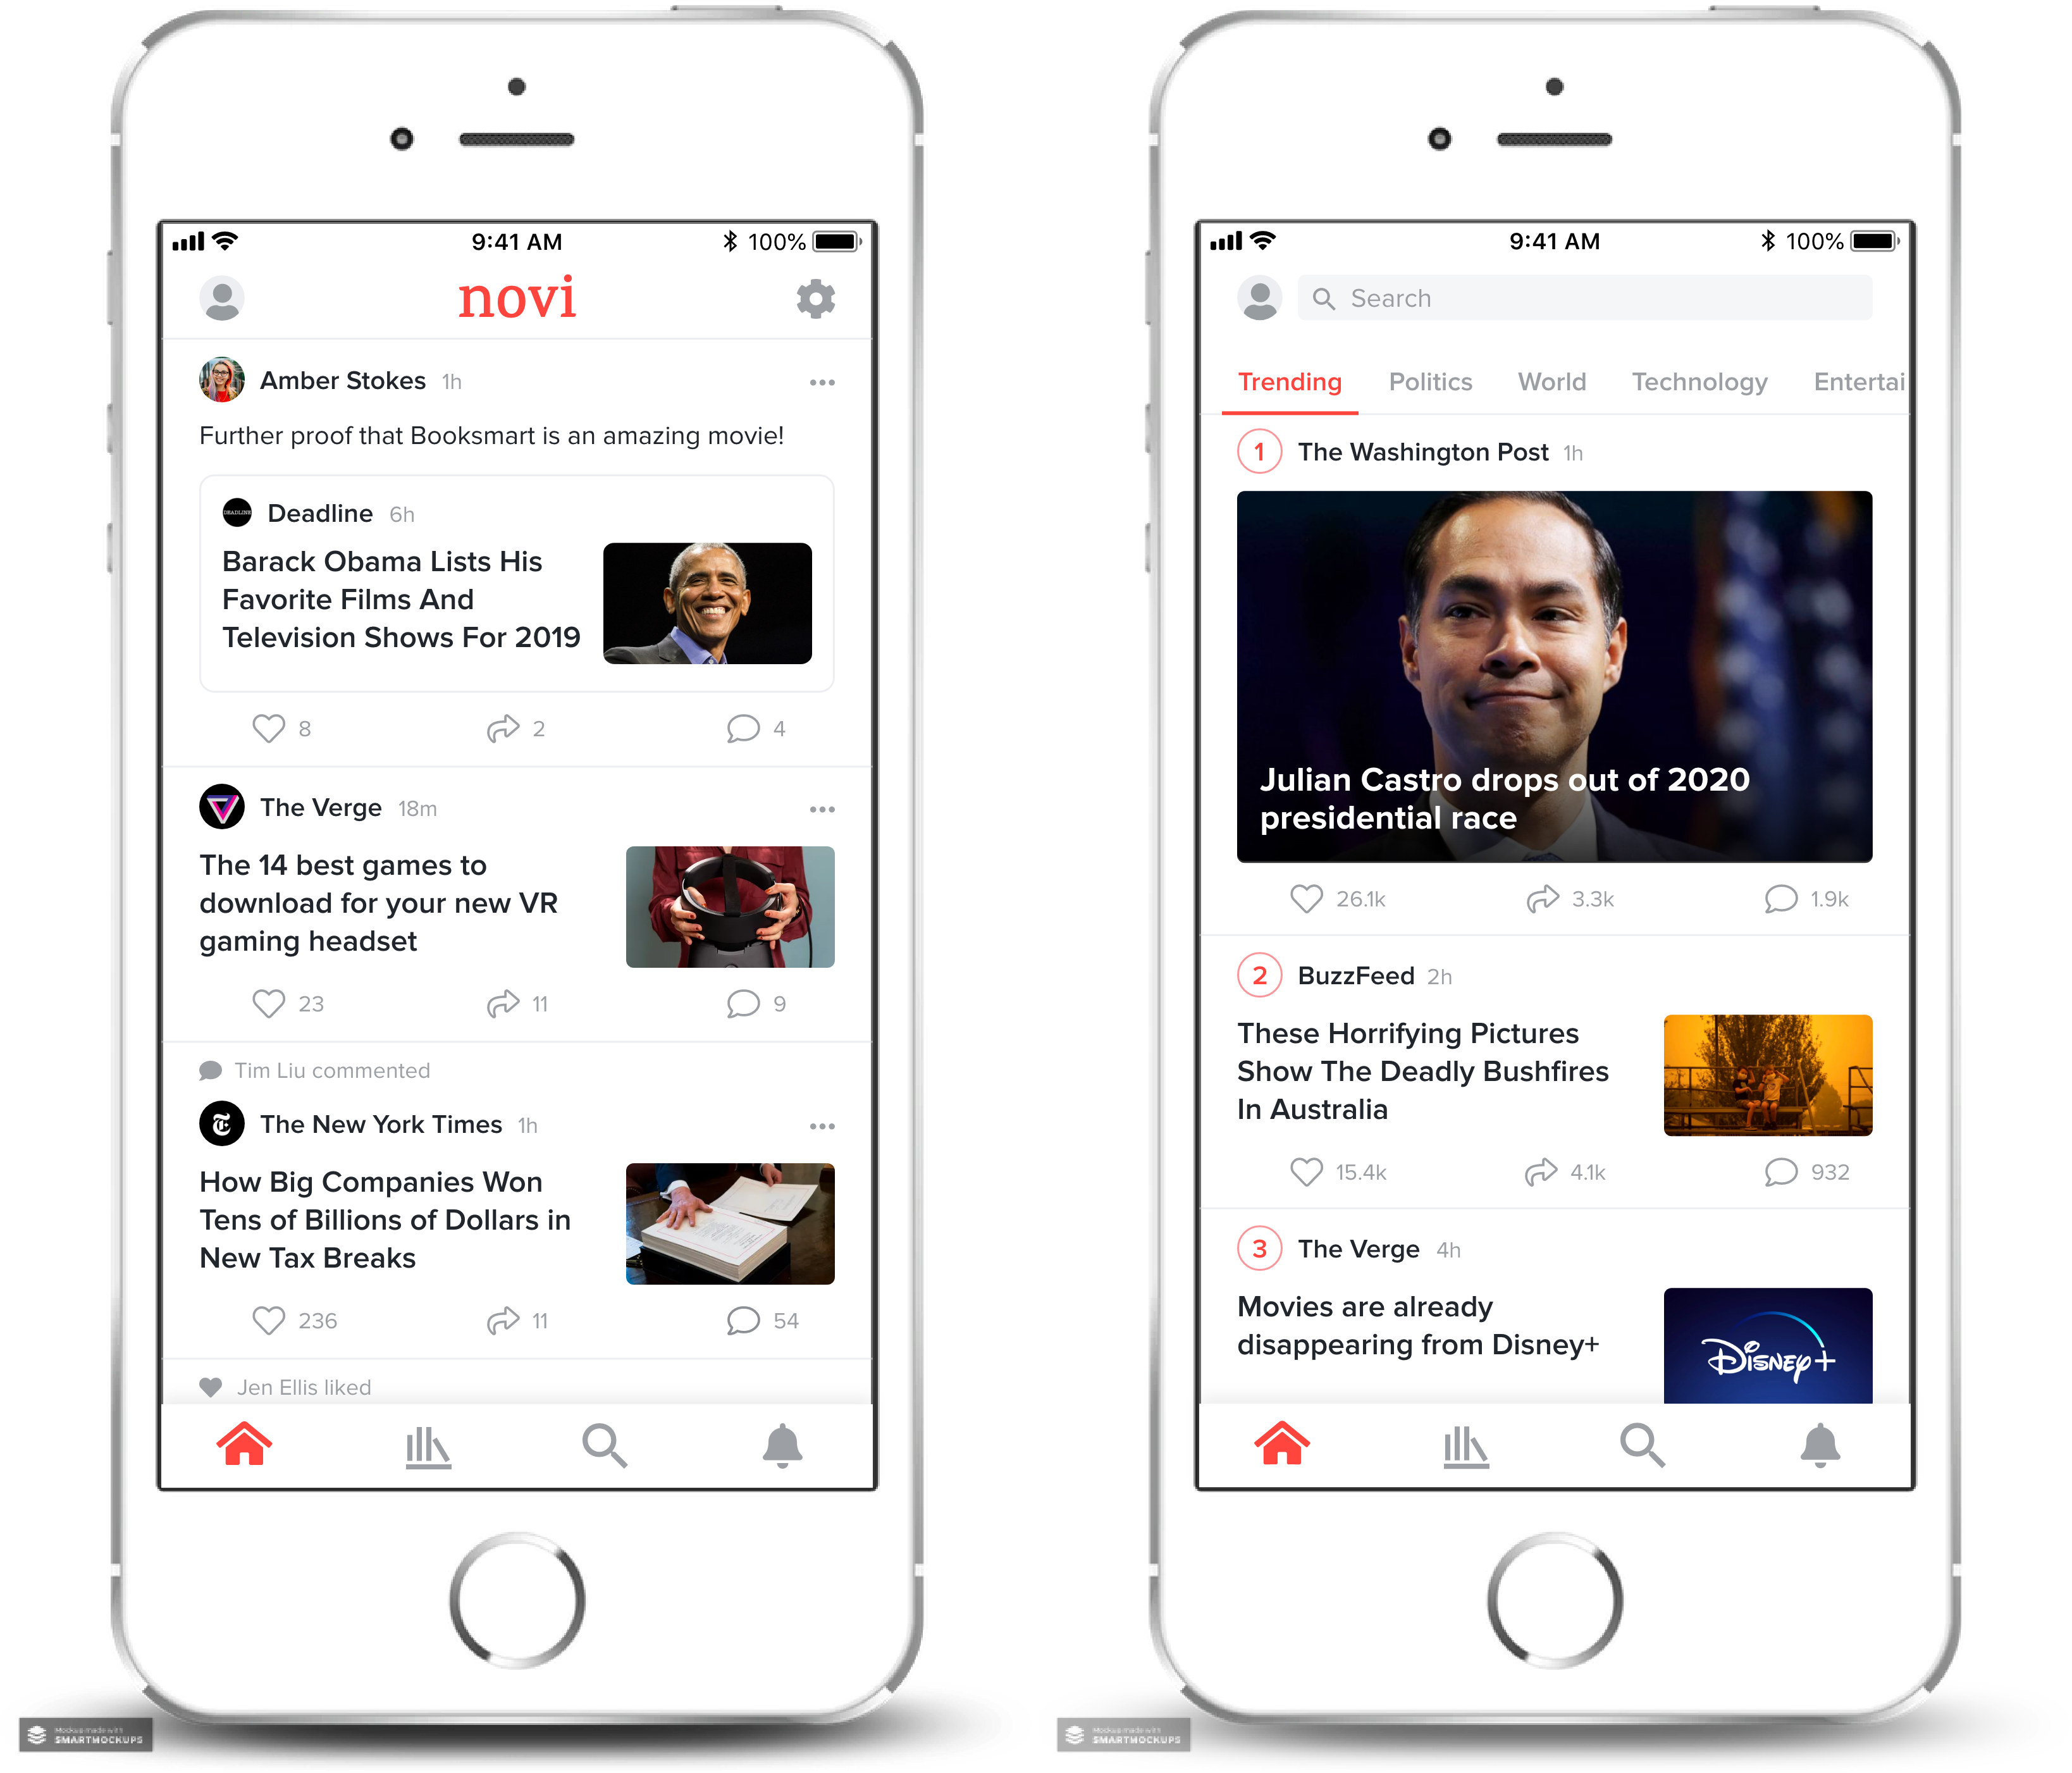 9:41 AM
100%
novi
Amber Stokes 1h
Further proof that Booksmart is an amazing movie!
DEADLINE
Deadline 6h
Barack Obama Lists His
Favorite Films And
Television Shows For 2019
8 2 4
The Verge 18m
The 14 best games to
download for your new VR
gaming headset
23 11 9
Tim Liu commented
The New York Times 1h
How Big Companies Won
Tens of Billions of Dollars in
New Tax Breaks
236 11 54
Jen Ellis liked
Mockup made with
SMARTMOCKUPS
9:41 AM
100%
Search
Trending Politics World Technology Entertai
1 The Washington Post 1h
Julian Castro drops out of 2020
presidential race
26.1k 3.3k 1.9k
2 BuzzFeed 2h
These Horrifying Pictures
Show The Deadly Bushfires
In Australia
15.4k 4.1k 932
3 The Verge 4h
Movies are already
disappearing from Disney+
Disney+
Mockup made with
SMARTMOCKUPS